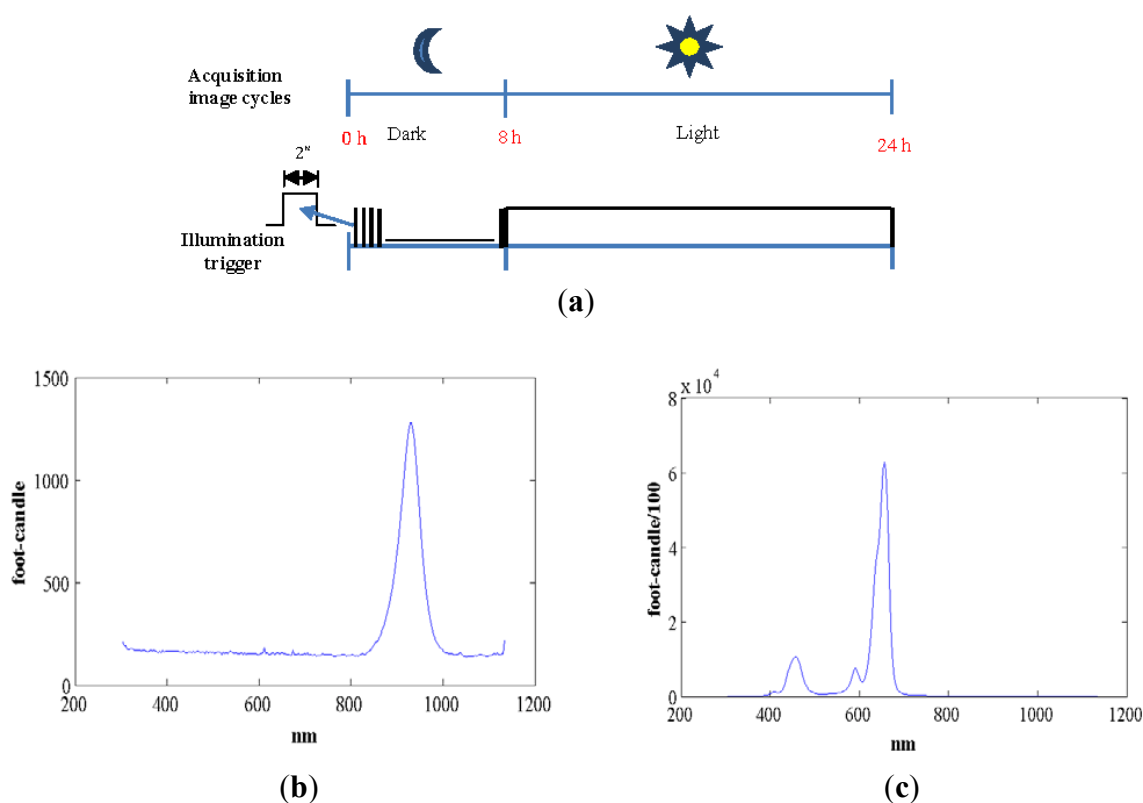 Acquisition
image cycles
Dark
Light
0 h
8 h
24 h
2"
Illumination
trigger
(a)
1500
1000
500
0
200
400
600
800
1000
1200
foot-candle
nm
(b)
x 10^4
8
6
4
2
0
200
400
600
800
1000
1200
foot-candle/100
nm
(c)